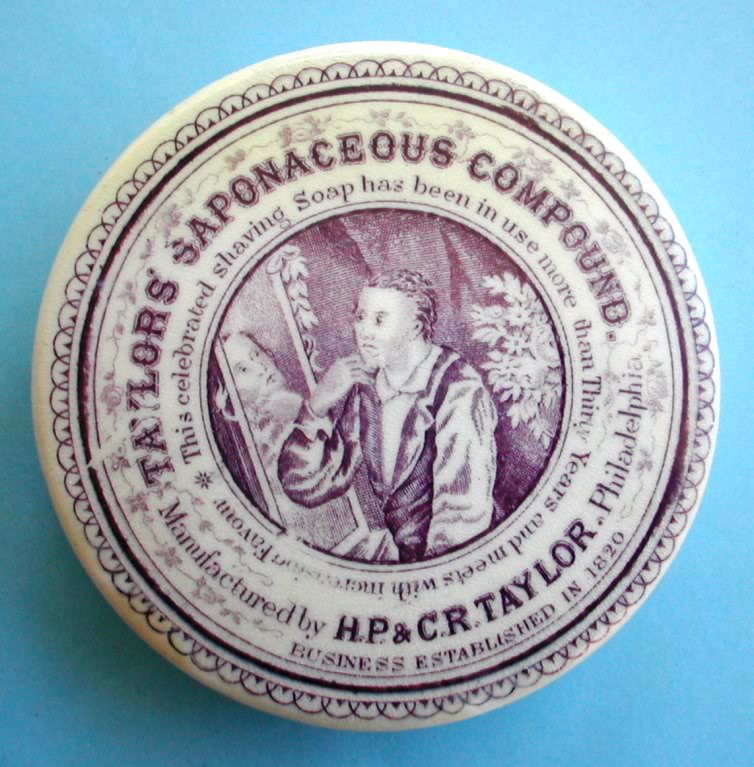 TAYLORS' SAPONACEOUS COMPOUND.
* This celebrated shaving Soap has been in use more than Thirty Years and meets with increasing Favour
Manufactured by H.P. & C.R. TAYLOR. Philadelphia
BUSINESS ESTABLISHED IN 1820